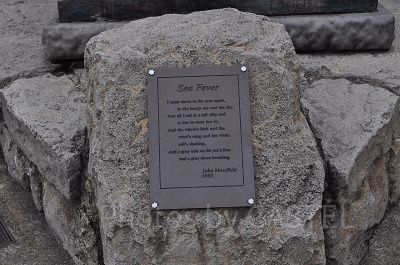 Sea Fever
I must down to the seas again,
to the lonely sea and the sky,
And all I ask is a tall ship and
a star to steer her by,
And the wheel's kick and the
wind's song and the white
sail's shaking,
And a grey mist on the sea's face
and a grey dawn breaking.
John Masefield
1902
Photos by